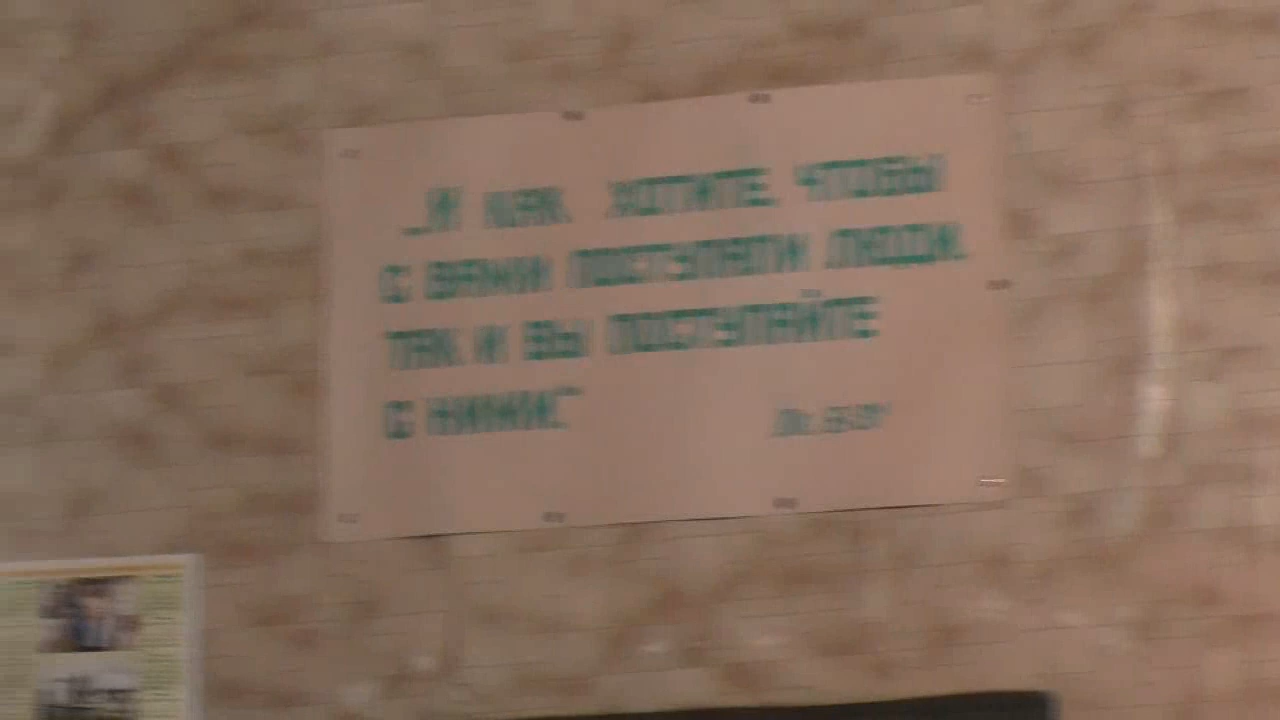 ...И КАК ХОТИТЕ, ЧТОБЫ
С ВАМИ ПОСТУПАЛИ ЛЮДИ,
ТАК И ВЫ ПОСТУПАЙТЕ
С НИМИ."